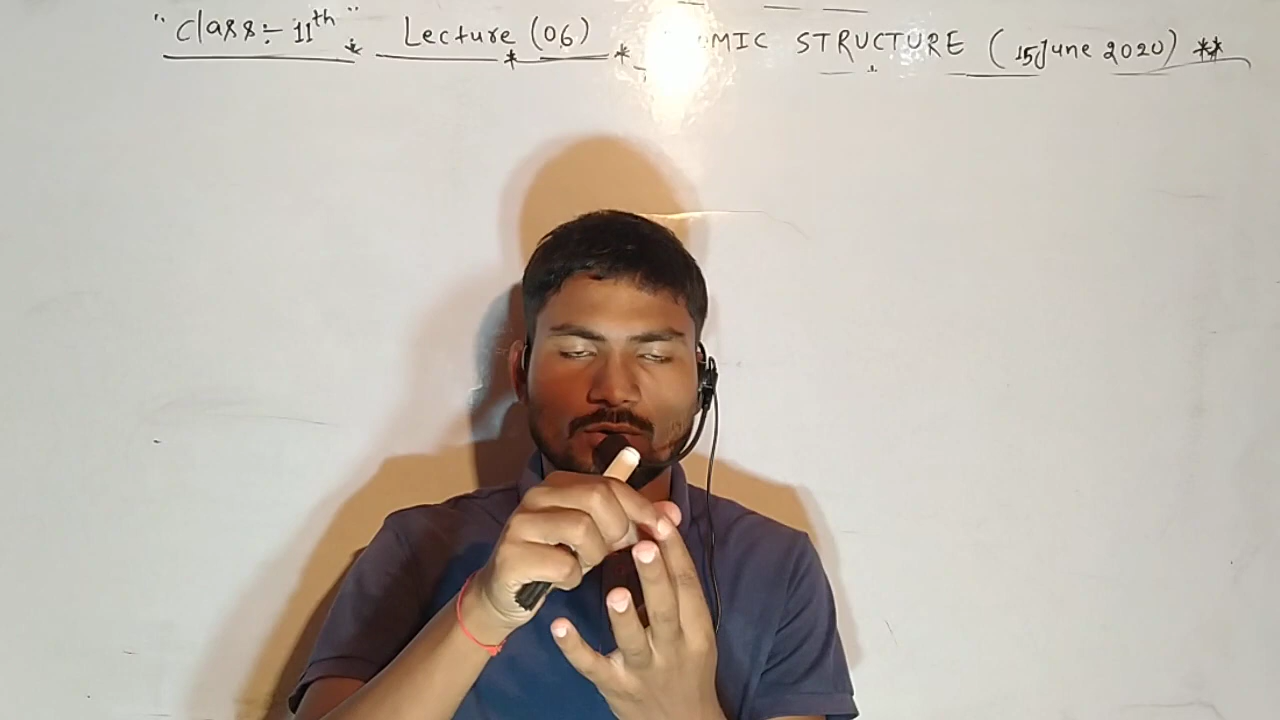 "Class:- 11th" * Lecture (06) * MIC STRUCTURE (15 June 2020) **